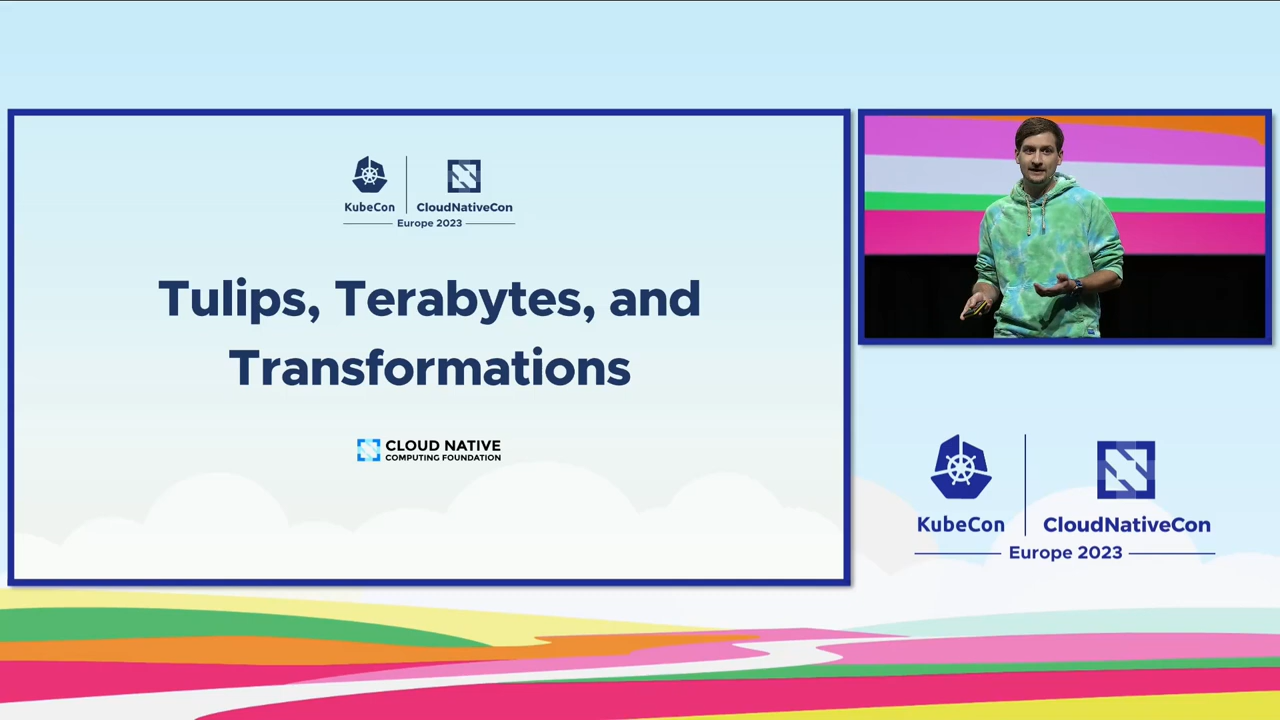 KubeCon
CloudNativeCon
Europe 2023
Tulips, Terabytes, and
Transformations
CLOUD NATIVE
COMPUTING FOUNDATION
KubeCon
CloudNativeCon
Europe 2023